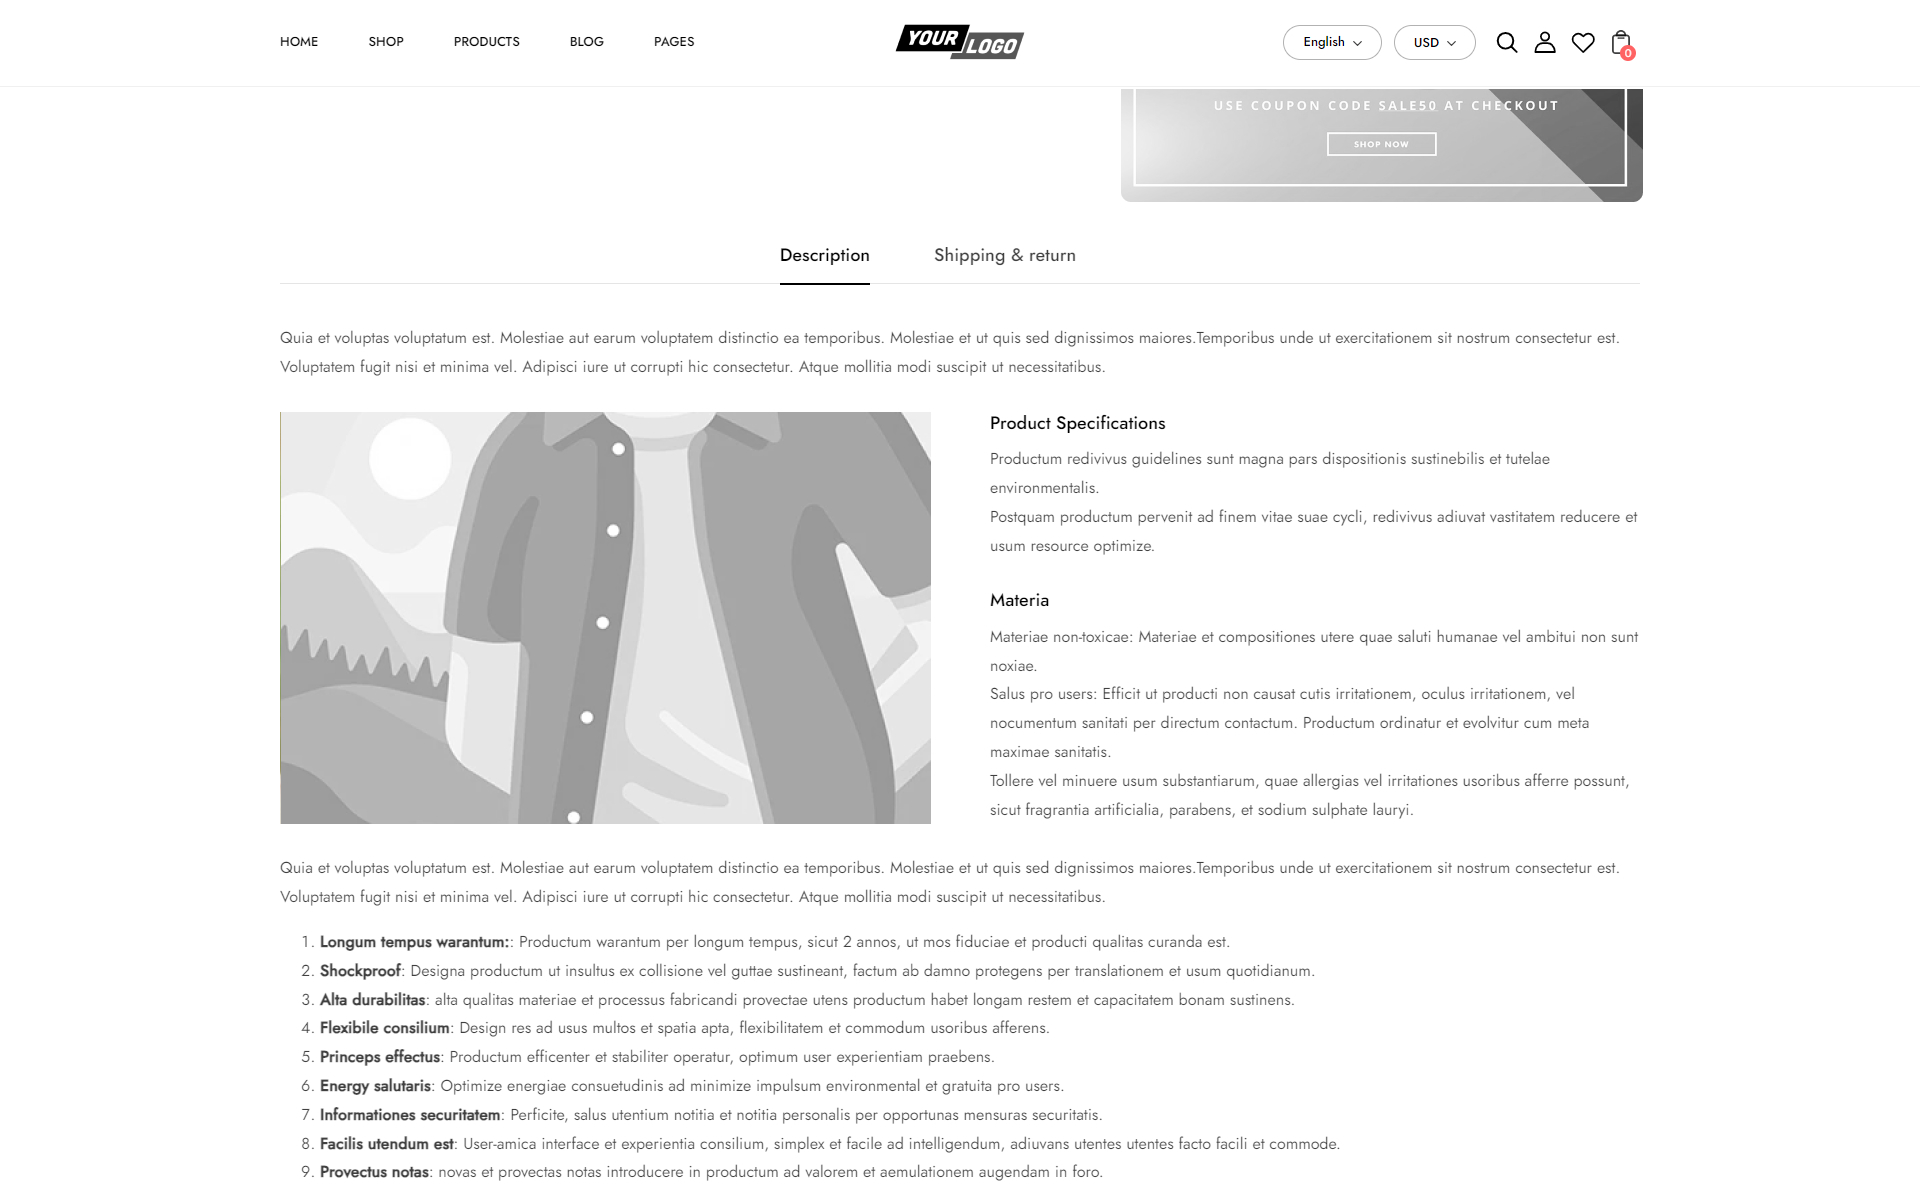 HOME SHOP PRODUCTS BLOG PAGES YOUR LOGO English USD 0
USE COUPON CODE SALE50 AT CHECKOUT
SHOP NOW
Description Shipping & return
Quia et voluptas voluptatum est. Molestiae aut earum voluptatem distinctio ea temporibus. Molestiae et ut quis sed dignissimos maiores.Temporibus unde ut exercitationem sit nostrum consectetur est.
Voluptatem fugit nisi et minima vel. Adipisci iure ut corrupti hic consectetur. Atque mollitia modi suscipit ut necessitatibus.
Product Specifications
Productum redivivus guidelines sunt magna pars dispositionis sustinebilis et tutelae
environmentalis.
Postquam productum pervenit ad finem vitae suae cycli, redivivus adiuvat vastitatem reducere et
usum resource optimize.
Materia
Materiae non-toxicae: Materiae et compositiones utere quae saluti humanae vel ambitui non sunt
noxiae.
Salus pro users: Efficit ut producti non causat cutis irritationem, oculus irritationem, vel
nocumentum sanitati per directum contactum. Productum ordinatur et evolvitur cum meta
maximae sanitatis.
Tollere vel minuere usum substantiarum, quae allergias vel irritationes usoribus afferre possunt,
sicut fragrantia artificialia, parabens, et sodium sulphate lauryi.
Quia et voluptas voluptatum est. Molestiae aut earum voluptatem distinctio ea temporibus. Molestiae et ut quis sed dignissimos maiores.Temporibus unde ut exercitationem sit nostrum consectetur est.
Voluptatem fugit nisi et minima vel. Adipisci iure ut corrupti hic consectetur. Atque mollitia modi suscipit ut necessitatibus.
1. Longum tempus warantum:: Productum warantum per longum tempus, sicut 2 annos, ut mos fiduciae et producti qualitas curanda est.
2. Shockproof: Designa productum ut insultus ex collisione vel guttae sustineant, factum ab damno protegens per translationem et usum quotidianum.
3. Alta durabilitas: alta qualitas materiae et processus fabricandi provectae utens productum habet longam restem et capacitatem bonam sustinens.
4. Flexibile consilium: Design res ad usus multos et spatia apta, flexibilitatem et commodum usoribus afferens.
5. Princeps effectus: Productum efficenter et stabiliter operatur, optimum user experientiam praebens.
6. Energy salutaris: Optimize energiae consuetudinis ad minimize impulsum environmental et gratuita pro users.
7. Informationes securitatem: Perficite, salus utentium notitia et notitia personalis per opportunas mensuras securitatis.
8. Facilis utendum est: User-amica interface et experientia consilium, simplex et facile ad intelligendum, adiuvans utentes utentes facto facili et commode.
9. Provectus notas: novas et provectas notas introducere in productum ad valorem et aemulationem augendam in foro.